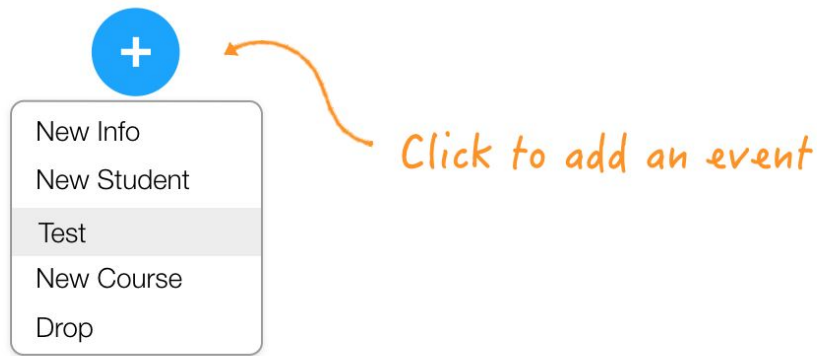 +
Click to add an event
New Info
New Student
Test
New Course
Drop